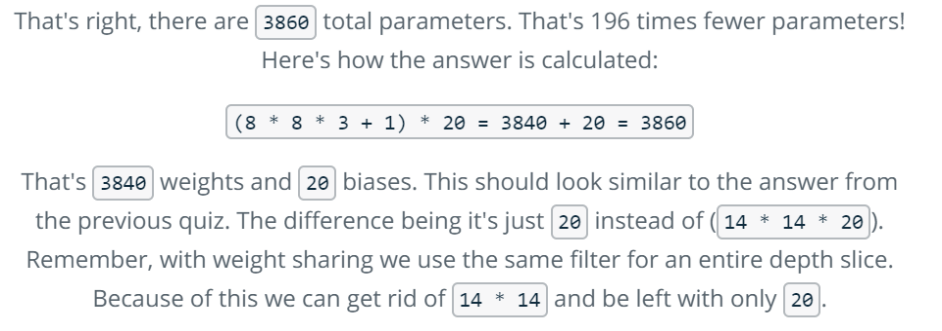 That's right, there are 3860 total parameters. That's 196 times fewer parameters!
Here's how the answer is calculated:
(8 * 8 * 3 + 1) * 20 = 3840 + 20 = 3860
That's 3840 weights and 20 biases. This should look similar to the answer from
the previous quiz. The difference being it's just 20 instead of (14 * 14 * 20).
Remember, with weight sharing we use the same filter for an entire depth slice.
Because of this we can get rid of 14 * 14 and be left with only 20.